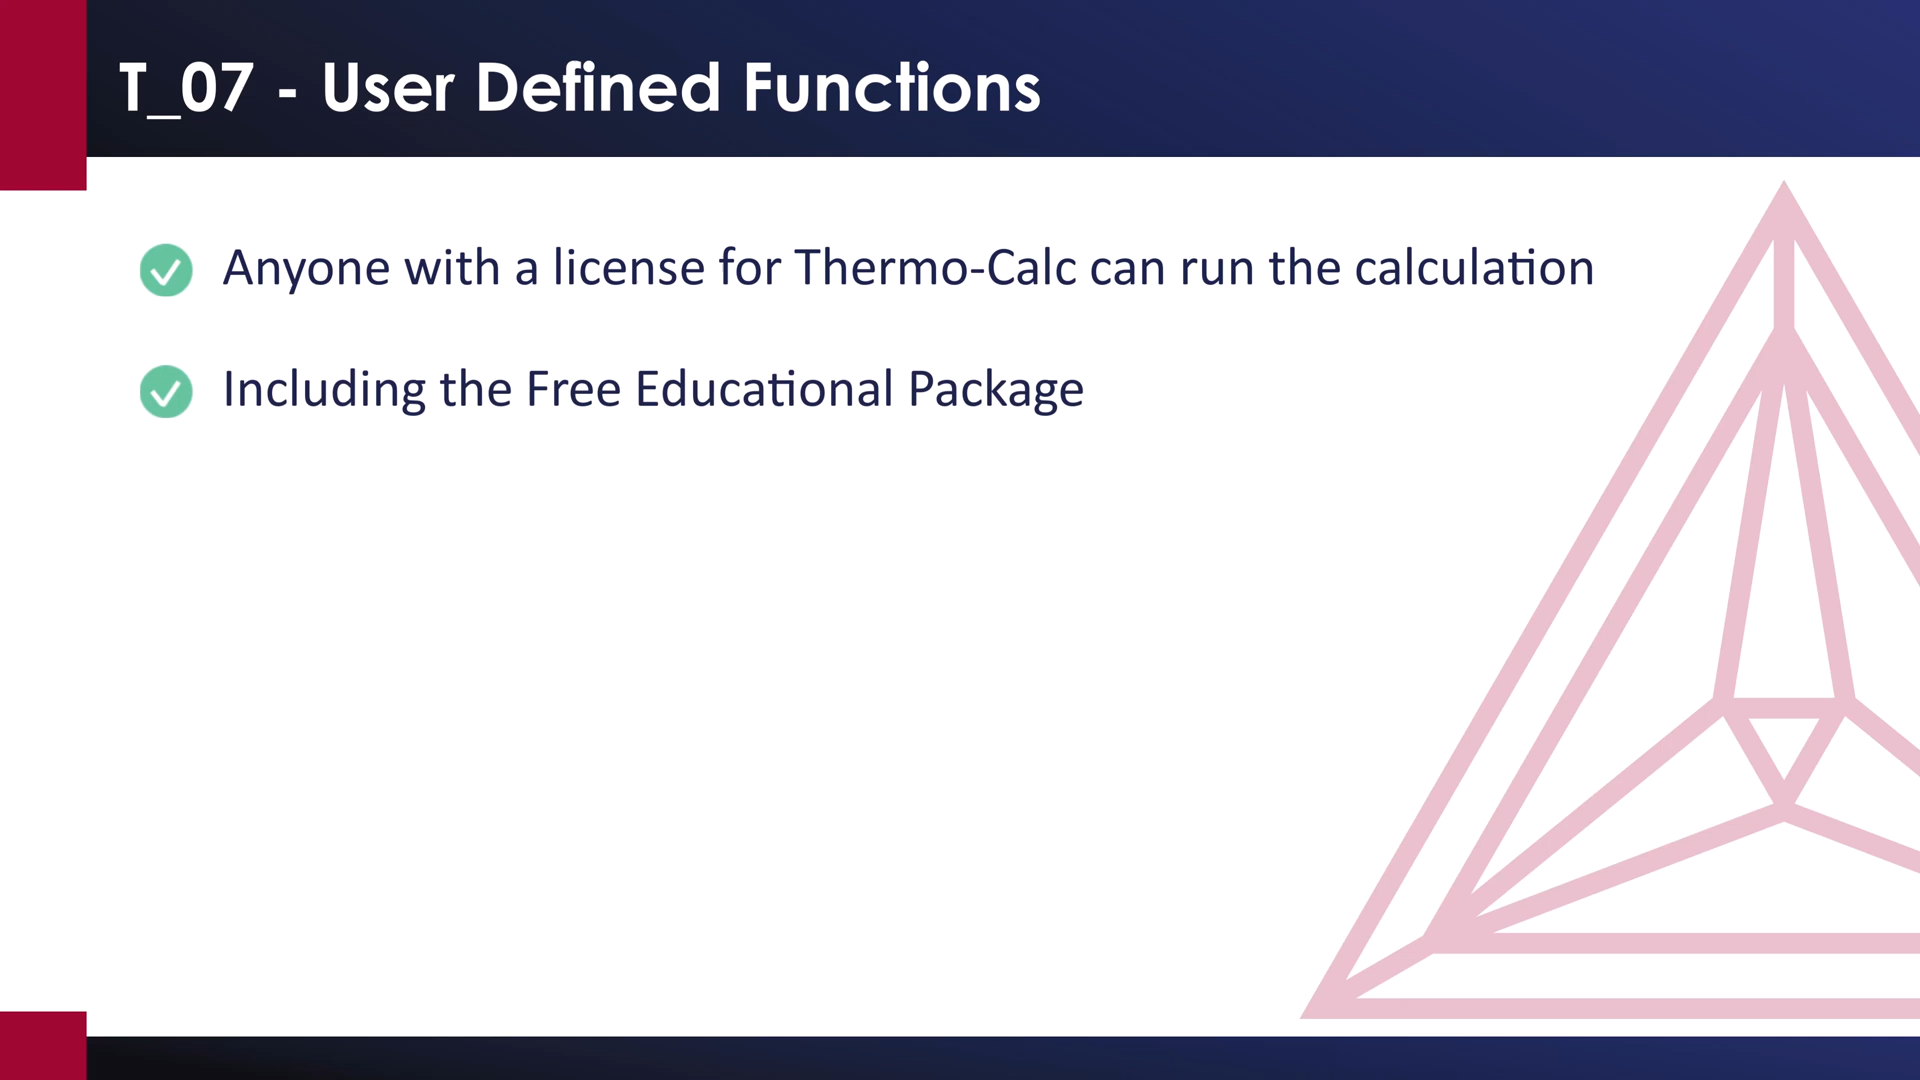 T_07 - User Defined Functions
Anyone with a license for Thermo-Calc can run the calculation
Including the Free Educational Package